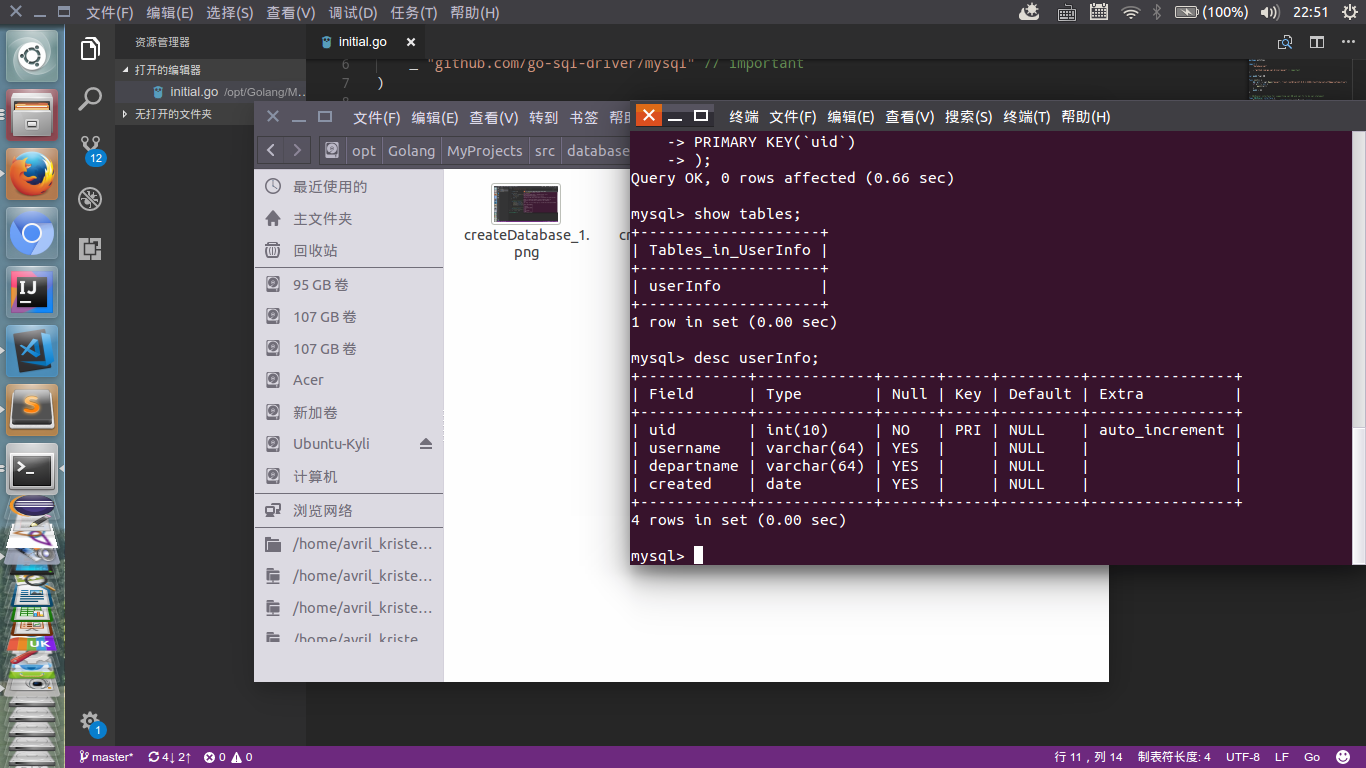 文件(F) 编辑(E) 选择(S) 查看(V) 调试(D) 任务(T) 帮助(H)
(100%) 22:51
资源管理器
打开的编辑器
initial.go /opt/Golang/M...
无打开的文件夹
12
1
initial.go
6 _ "github.com/go-sql-driver/mysql" // important
7 )
文件(F) 编辑(E) 查看(V) 转到 书签
opt Golang MyProjects src database
最近使用的
主文件夹
回收站
95 GB 卷
107 GB 卷
107 GB 卷
Acer
新加卷
Ubuntu-Kyli
计算机
浏览网络
/home/avril_kriste...
/home/avril_kriste...
/home/avril_kriste...
/home/avril_kriste
createDatabase_1.
png
终端 文件(F) 编辑(E) 查看(V) 搜索(S) 终端(T) 帮助(H)
-> PRIMARY KEY(`uid`)
-> );
Query OK, 0 rows affected (0.66 sec)
mysql> show tables;
+--------------------+
| Tables_in_UserInfo |
+--------------------+
| userInfo           |
+--------------------+
1 row in set (0.00 sec)
mysql> desc userInfo;
+------------+-------------+------+-----+---------+----------------+
| Field      | Type        | Null | Key | Default | Extra          |
+------------+-------------+------+-----+---------+----------------+
| uid        | int(10)     | NO   | PRI | NULL    | auto_increment |
| username   | varchar(64) | YES  |     | NULL    |                |
| departname | varchar(64) | YES  |     | NULL    |                |
| created    | date        | YES  |     | NULL    |                |
+------------+-------------+------+-----+---------+----------------+
4 rows in set (0.00 sec)
mysql>
master* 4↓ 2↑ 0 0
行 11，列 14 制表符长度: 4 UTF-8 LF Go